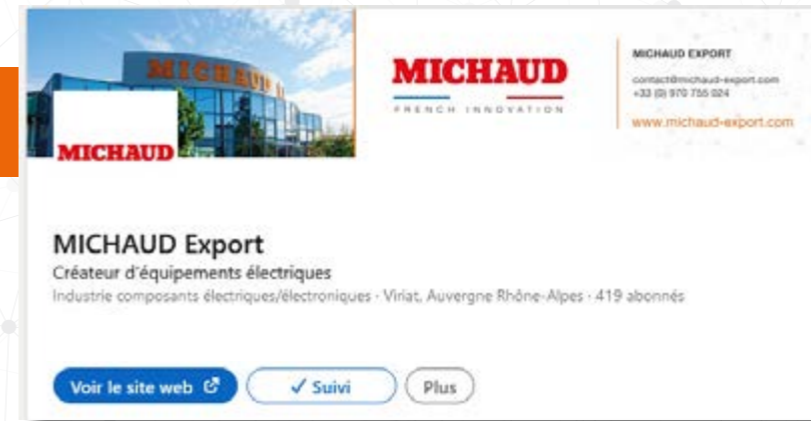 MICHAUD
MICHAUD
MICHAUD
FRENCH INNOVATION
MICHAUD EXPORT
contact@michaud-export.com
+33 (0) 970 755 024
www.michaud-export.com
MICHAUD Export
Créateur d'équipements électriques
Industrie composants électriques/électroniques · Viriat, Auvergne Rhône-Alpes · 419 abonnés
Voir le site web
Suivi
Plus